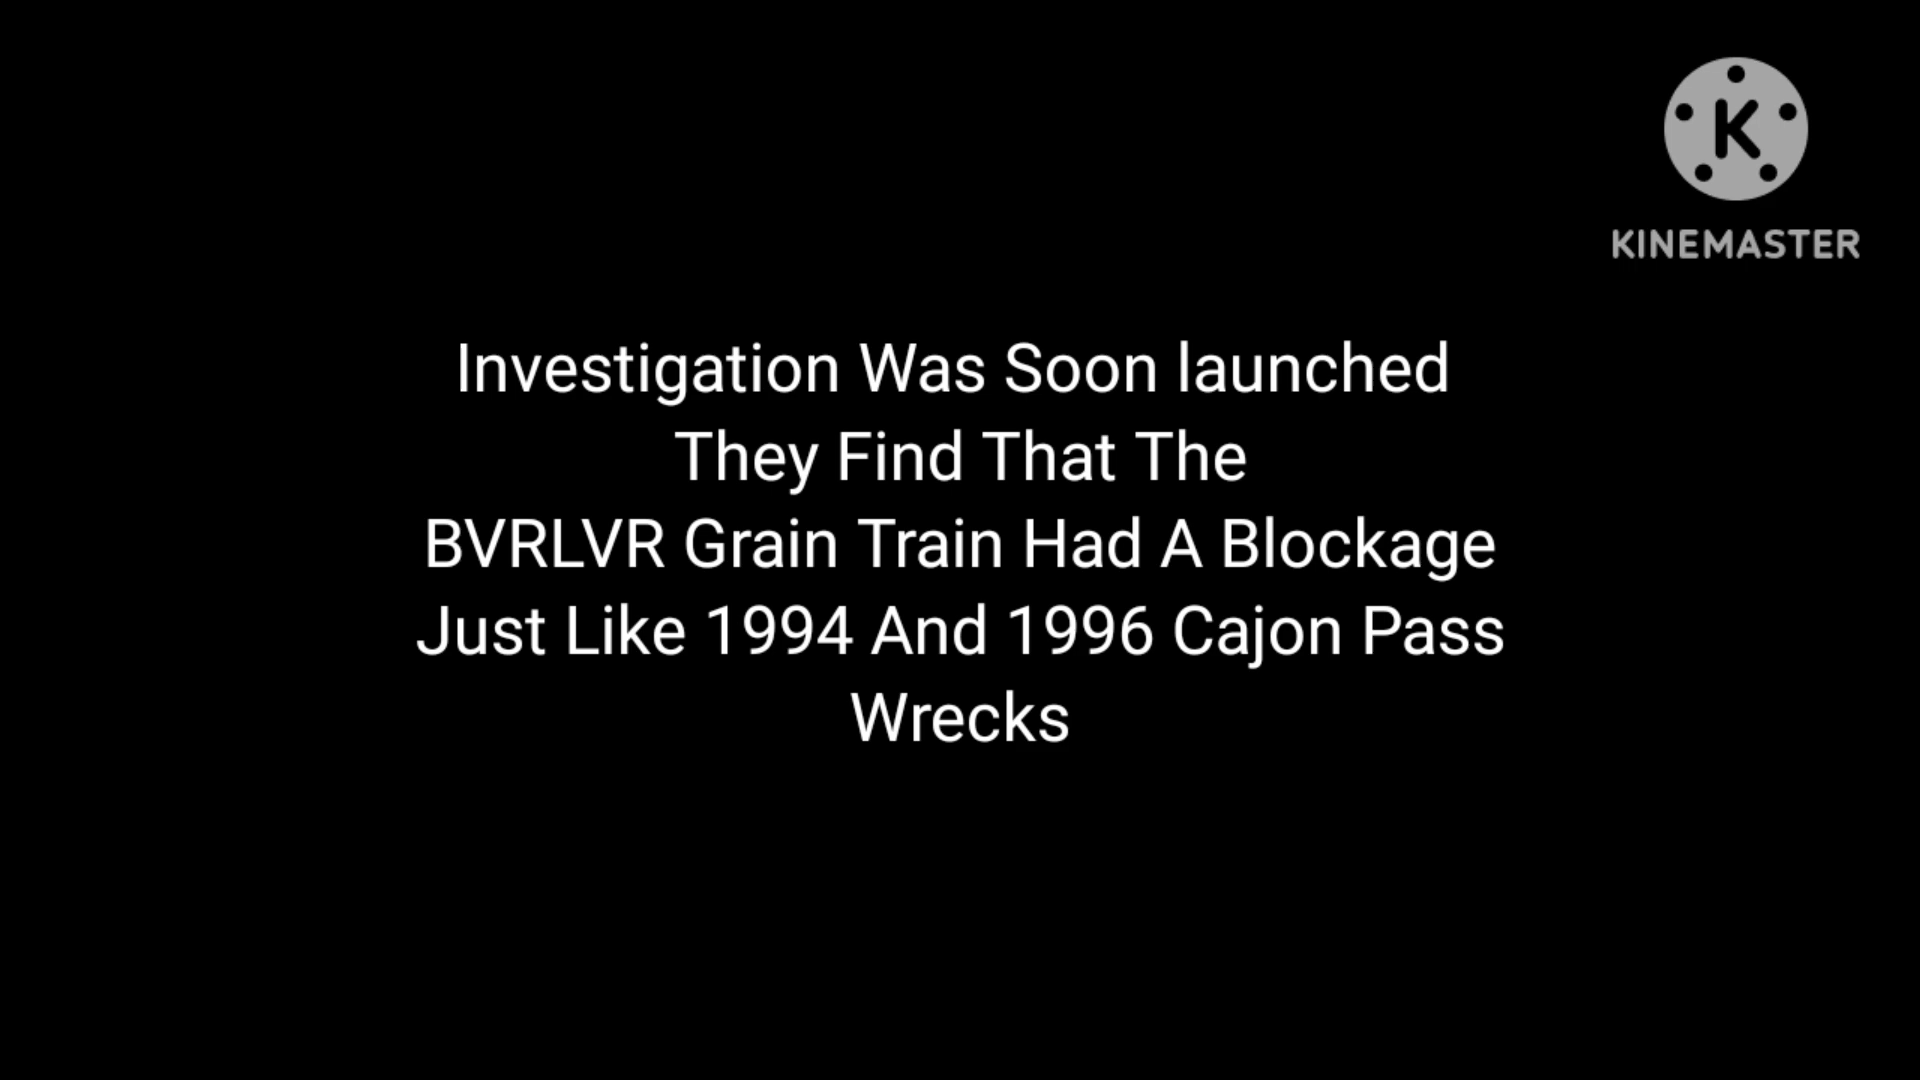 K
KINEMASTER
Investigation Was Soon launched
They Find That The
BVRLVR Grain Train Had A Blockage
Just Like 1994 And 1996 Cajon Pass
Wrecks